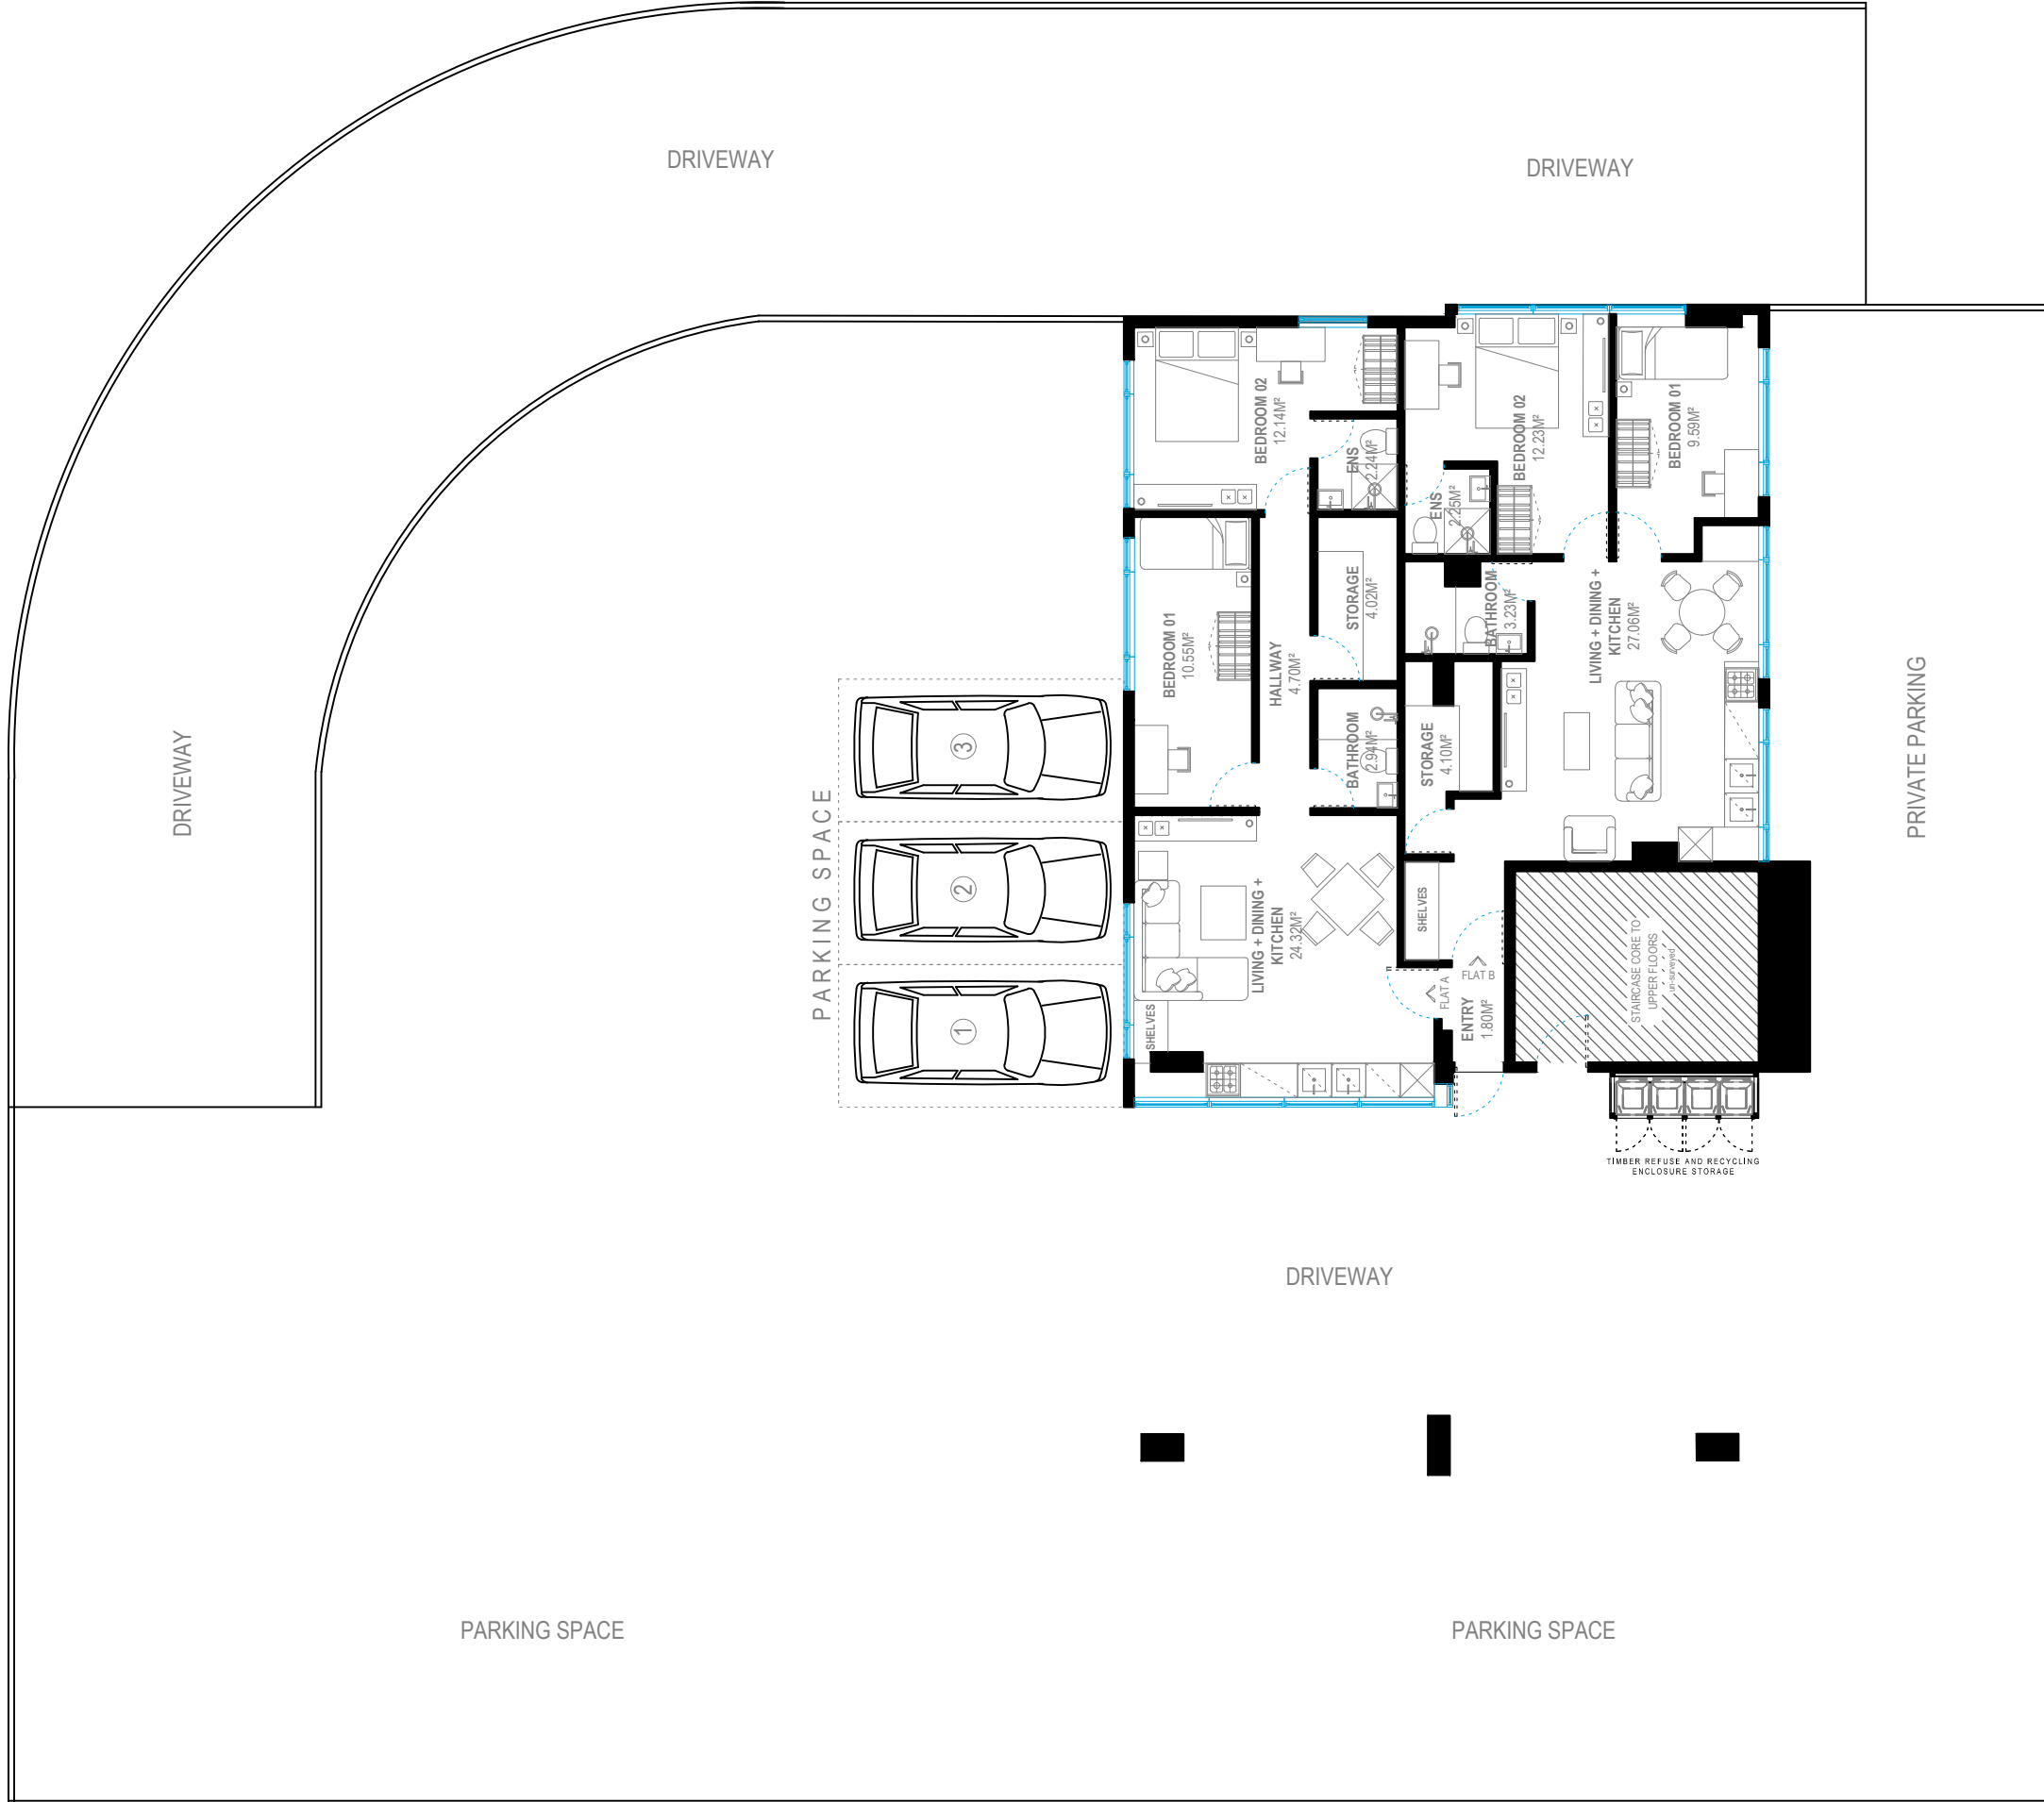 DRIVEWAY
DRIVEWAY
BEDROOM 02
12.14M²
ENS
2.24M²
BEDROOM 02
12.23M²
BEDROOM 01
9.59M²
ENS
2.25M²
BEDROOM 01
10.55M²
HALLWAY
4.70M²
STORAGE
4.02M²
BATHROOM
3.23M²
LIVING + DINING +
KITCHEN
27.06M²
BATHROOM
2.94M²
STORAGE
4.10M²
DRIVEWAY
PARKING SPACE
3
2
1
PRIVATE PARKING
LIVING + DINING +
KITCHEN
24.32M²
SHELVES
SHELVES
FLAT A
FLAT B
ENTRY
1.80M²
STAIRCASE CORE TO
UPPER FLOORS
un-surveyed
TIMBER REFUSE AND RECYCLING
ENCLOSURE STORAGE
DRIVEWAY
PARKING SPACE
PARKING SPACE